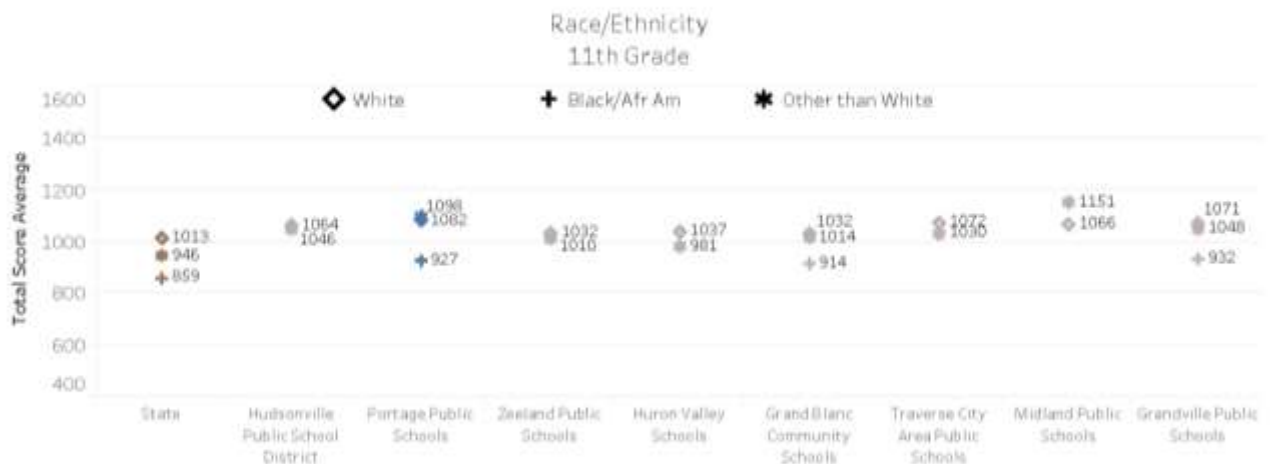 Race/Ethnicity
11th Grade
White
Black/Afr Am
Other than White
Total Score Average
1600
1400
1200
1000
800
600
400
1013
946
859
1064
1046
1098
1082
927
1032
1010
1037
981
1032
1014
914
1072
1030
1151
1066
1071
1048
932
State
Hudsonville
Public School
District
Portage Public
Schools
Zeeland Public
Schools
Huron Valley
Schools
Grand Blanc
Community
Schools
Traverse City
Area Public
Schools
Midland Public
Schools
Grandville Public
Schools